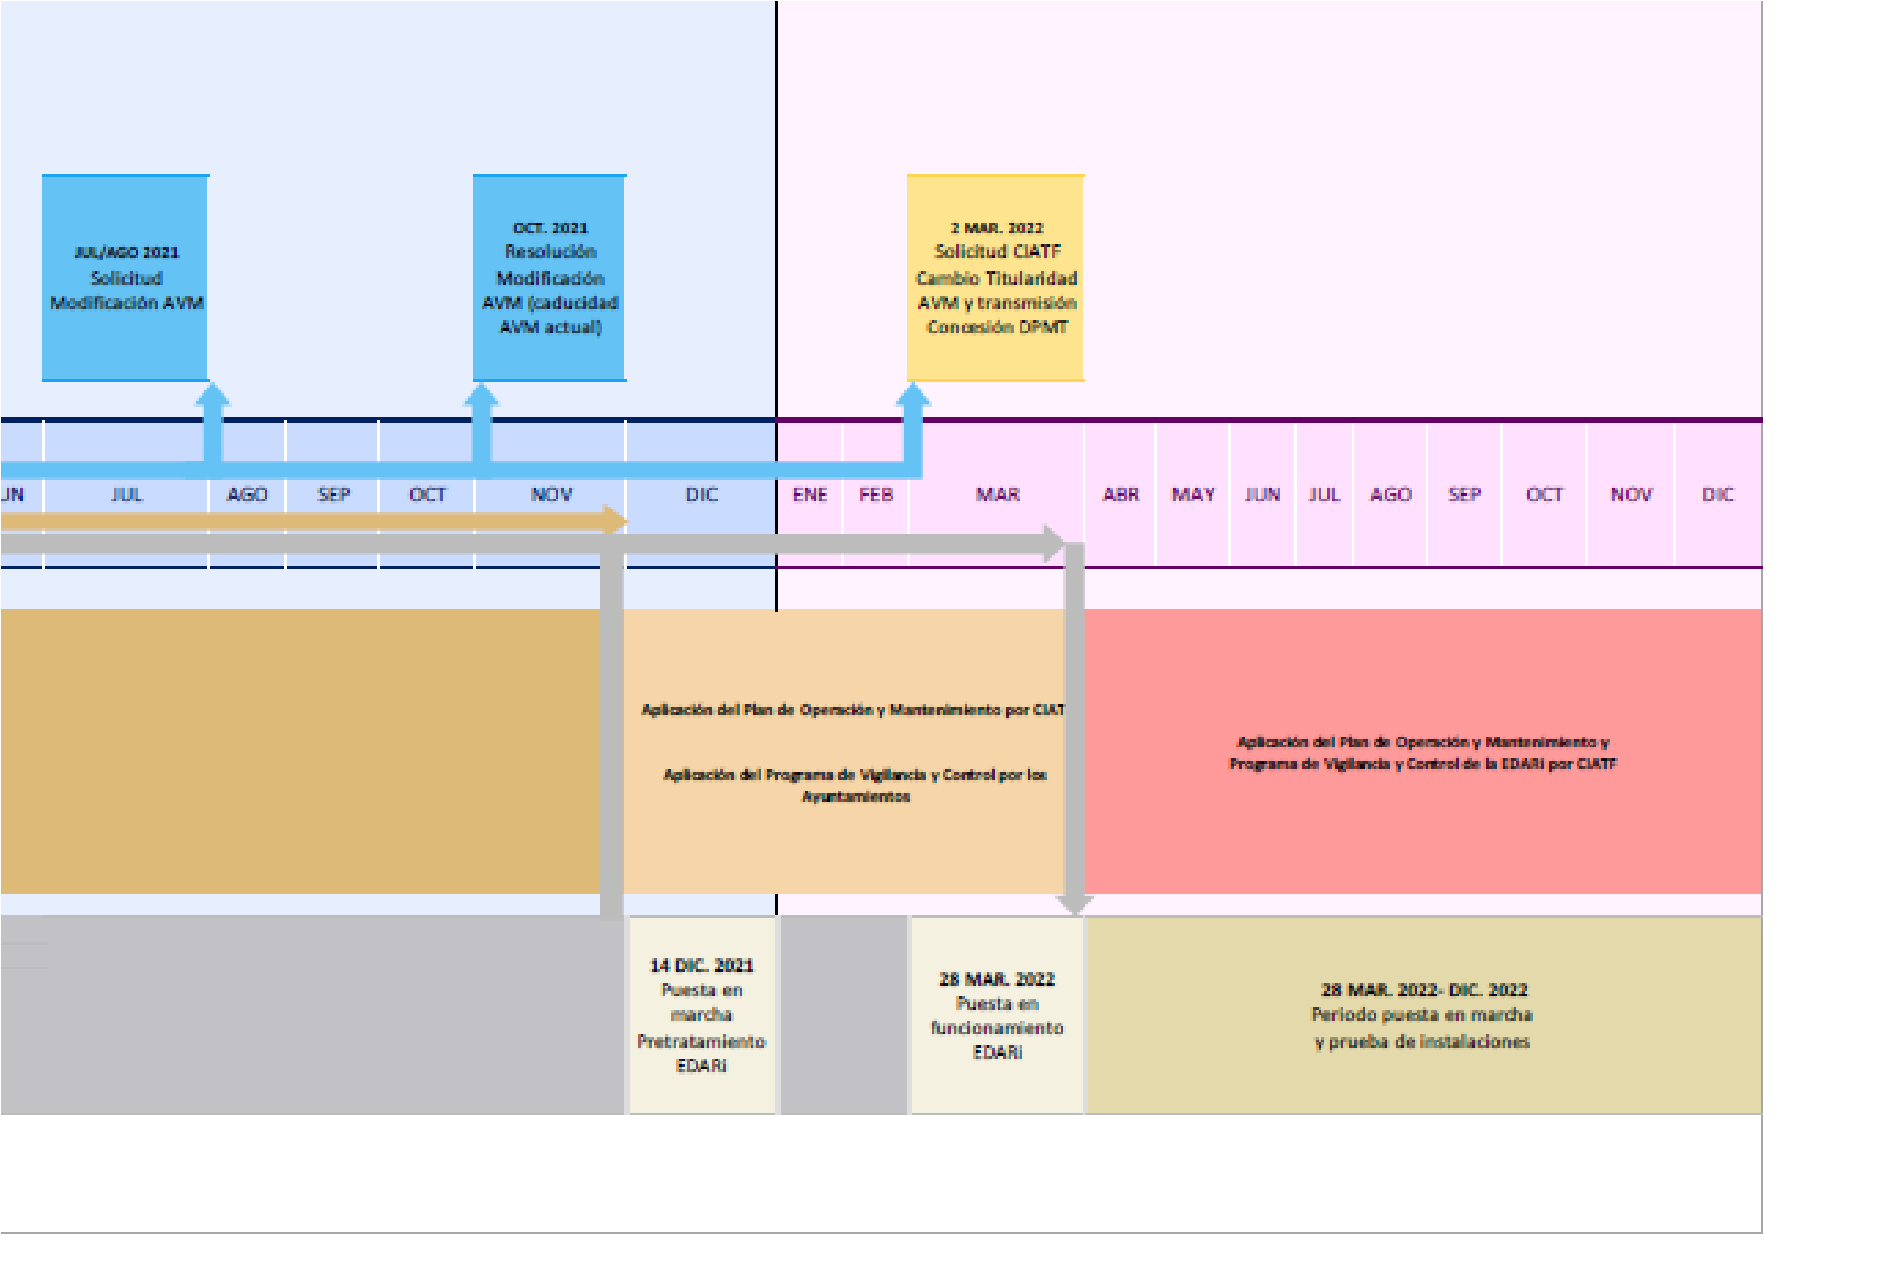 JUL/AGO 2021
Solicitud
Modificación AVM
OCT. 2021
Resolución
Modificación
AVM (caducidad
AVM actual)
2 MAR. 2022
Solicitud CIATF
Cambio Titularidad
AVM y transmisión
Concesión DPMT
UN JUL AGO SEP OCT NOV DIC ENE FEB MAR ABR MAY JUN JUL AGO SEP OCT NOV DIC
Aplicación del Plan de Operación y Mantenimiento por CIAT
Aplicación del Programa de Vigilancia y Control por los
Ayuntamientos
Aplicación del Plan de Operación y Mantenimiento y
Programa de Vigilancia y Control de la EDARi por CIATF
14 DIC. 2021
Puesta en
marcha
Pretratamiento
EDARi
28 MAR. 2022
Puesta en
funcionamiento
EDARi
28 MAR. 2022- DIC. 2022
Periodo puesta en marcha
y prueba de instalaciones